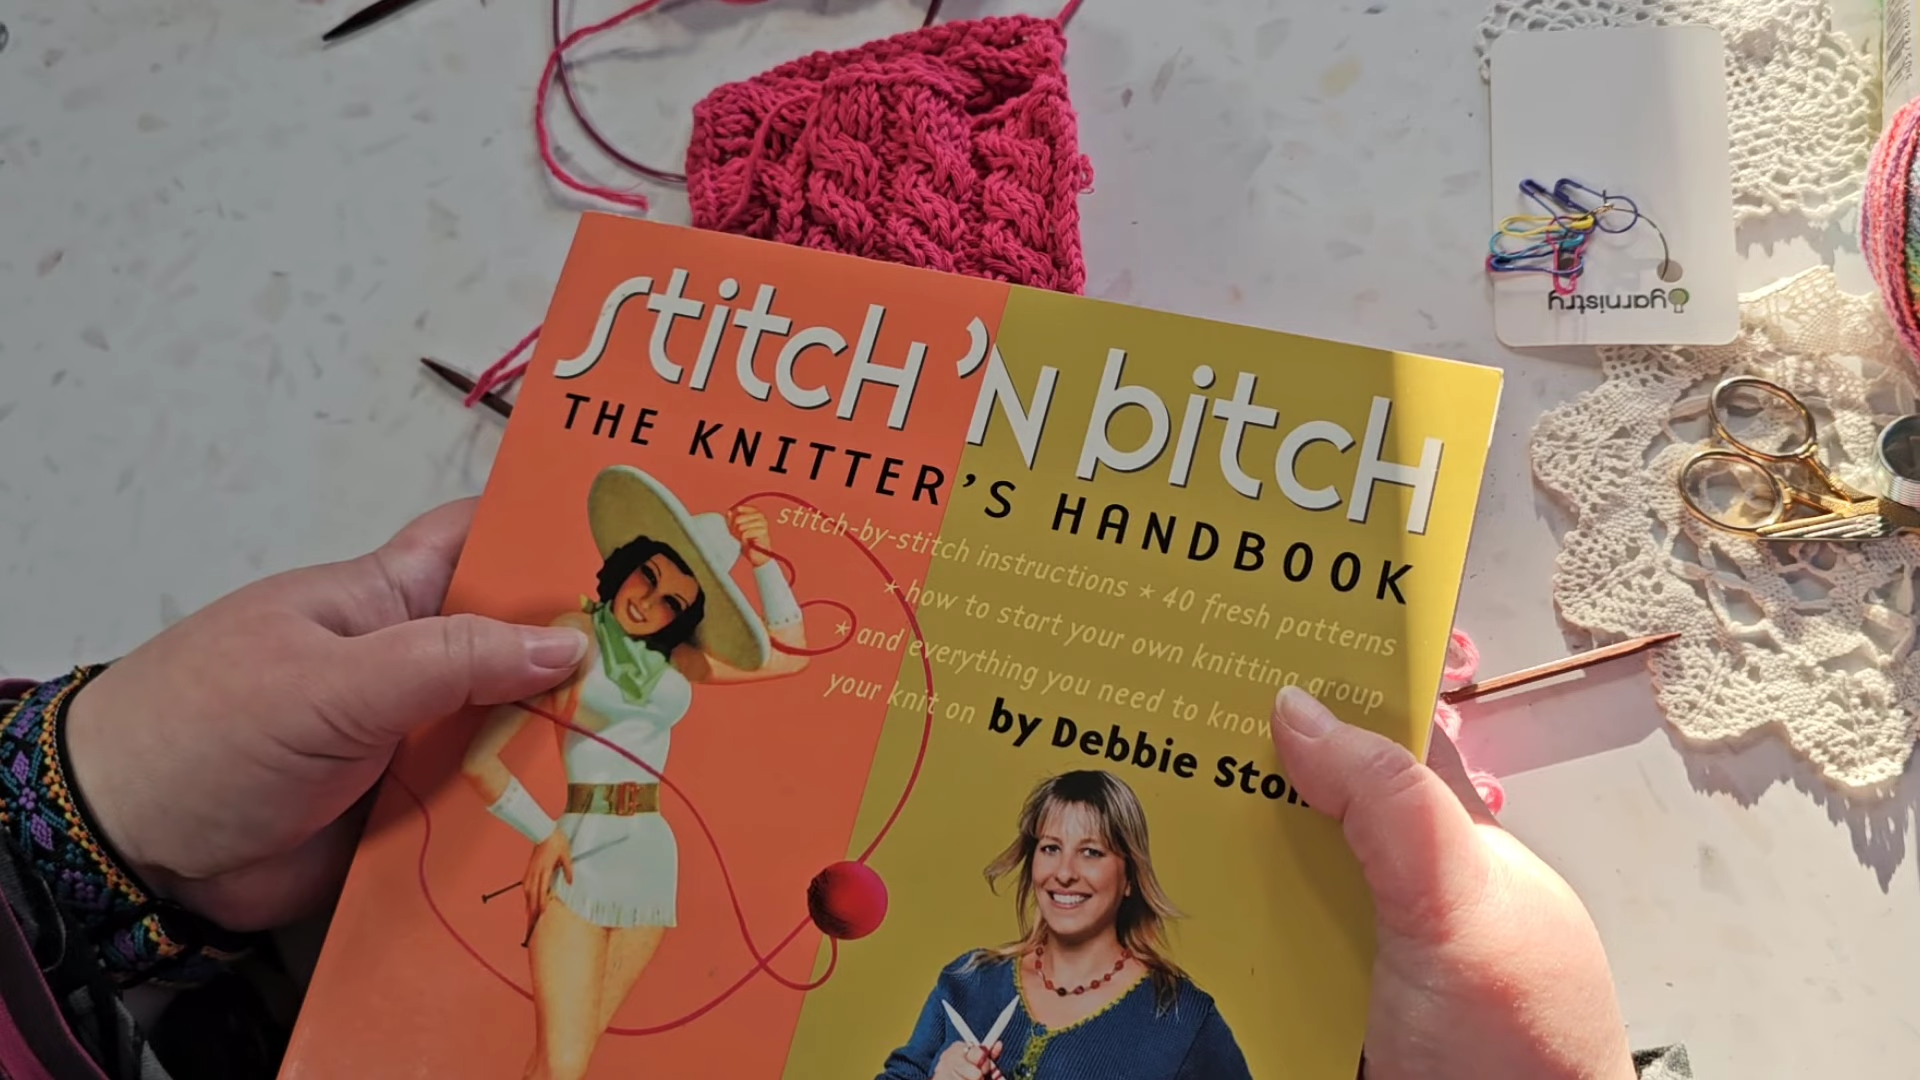 stitcH 'N bitcH
THE KNITTER'S HANDBOOK
stitch-by-stitch instructions * 40 fresh patterns
* how to start your own knitting group
* and everything you need to know
your knit on
by Debbie
yarnistry